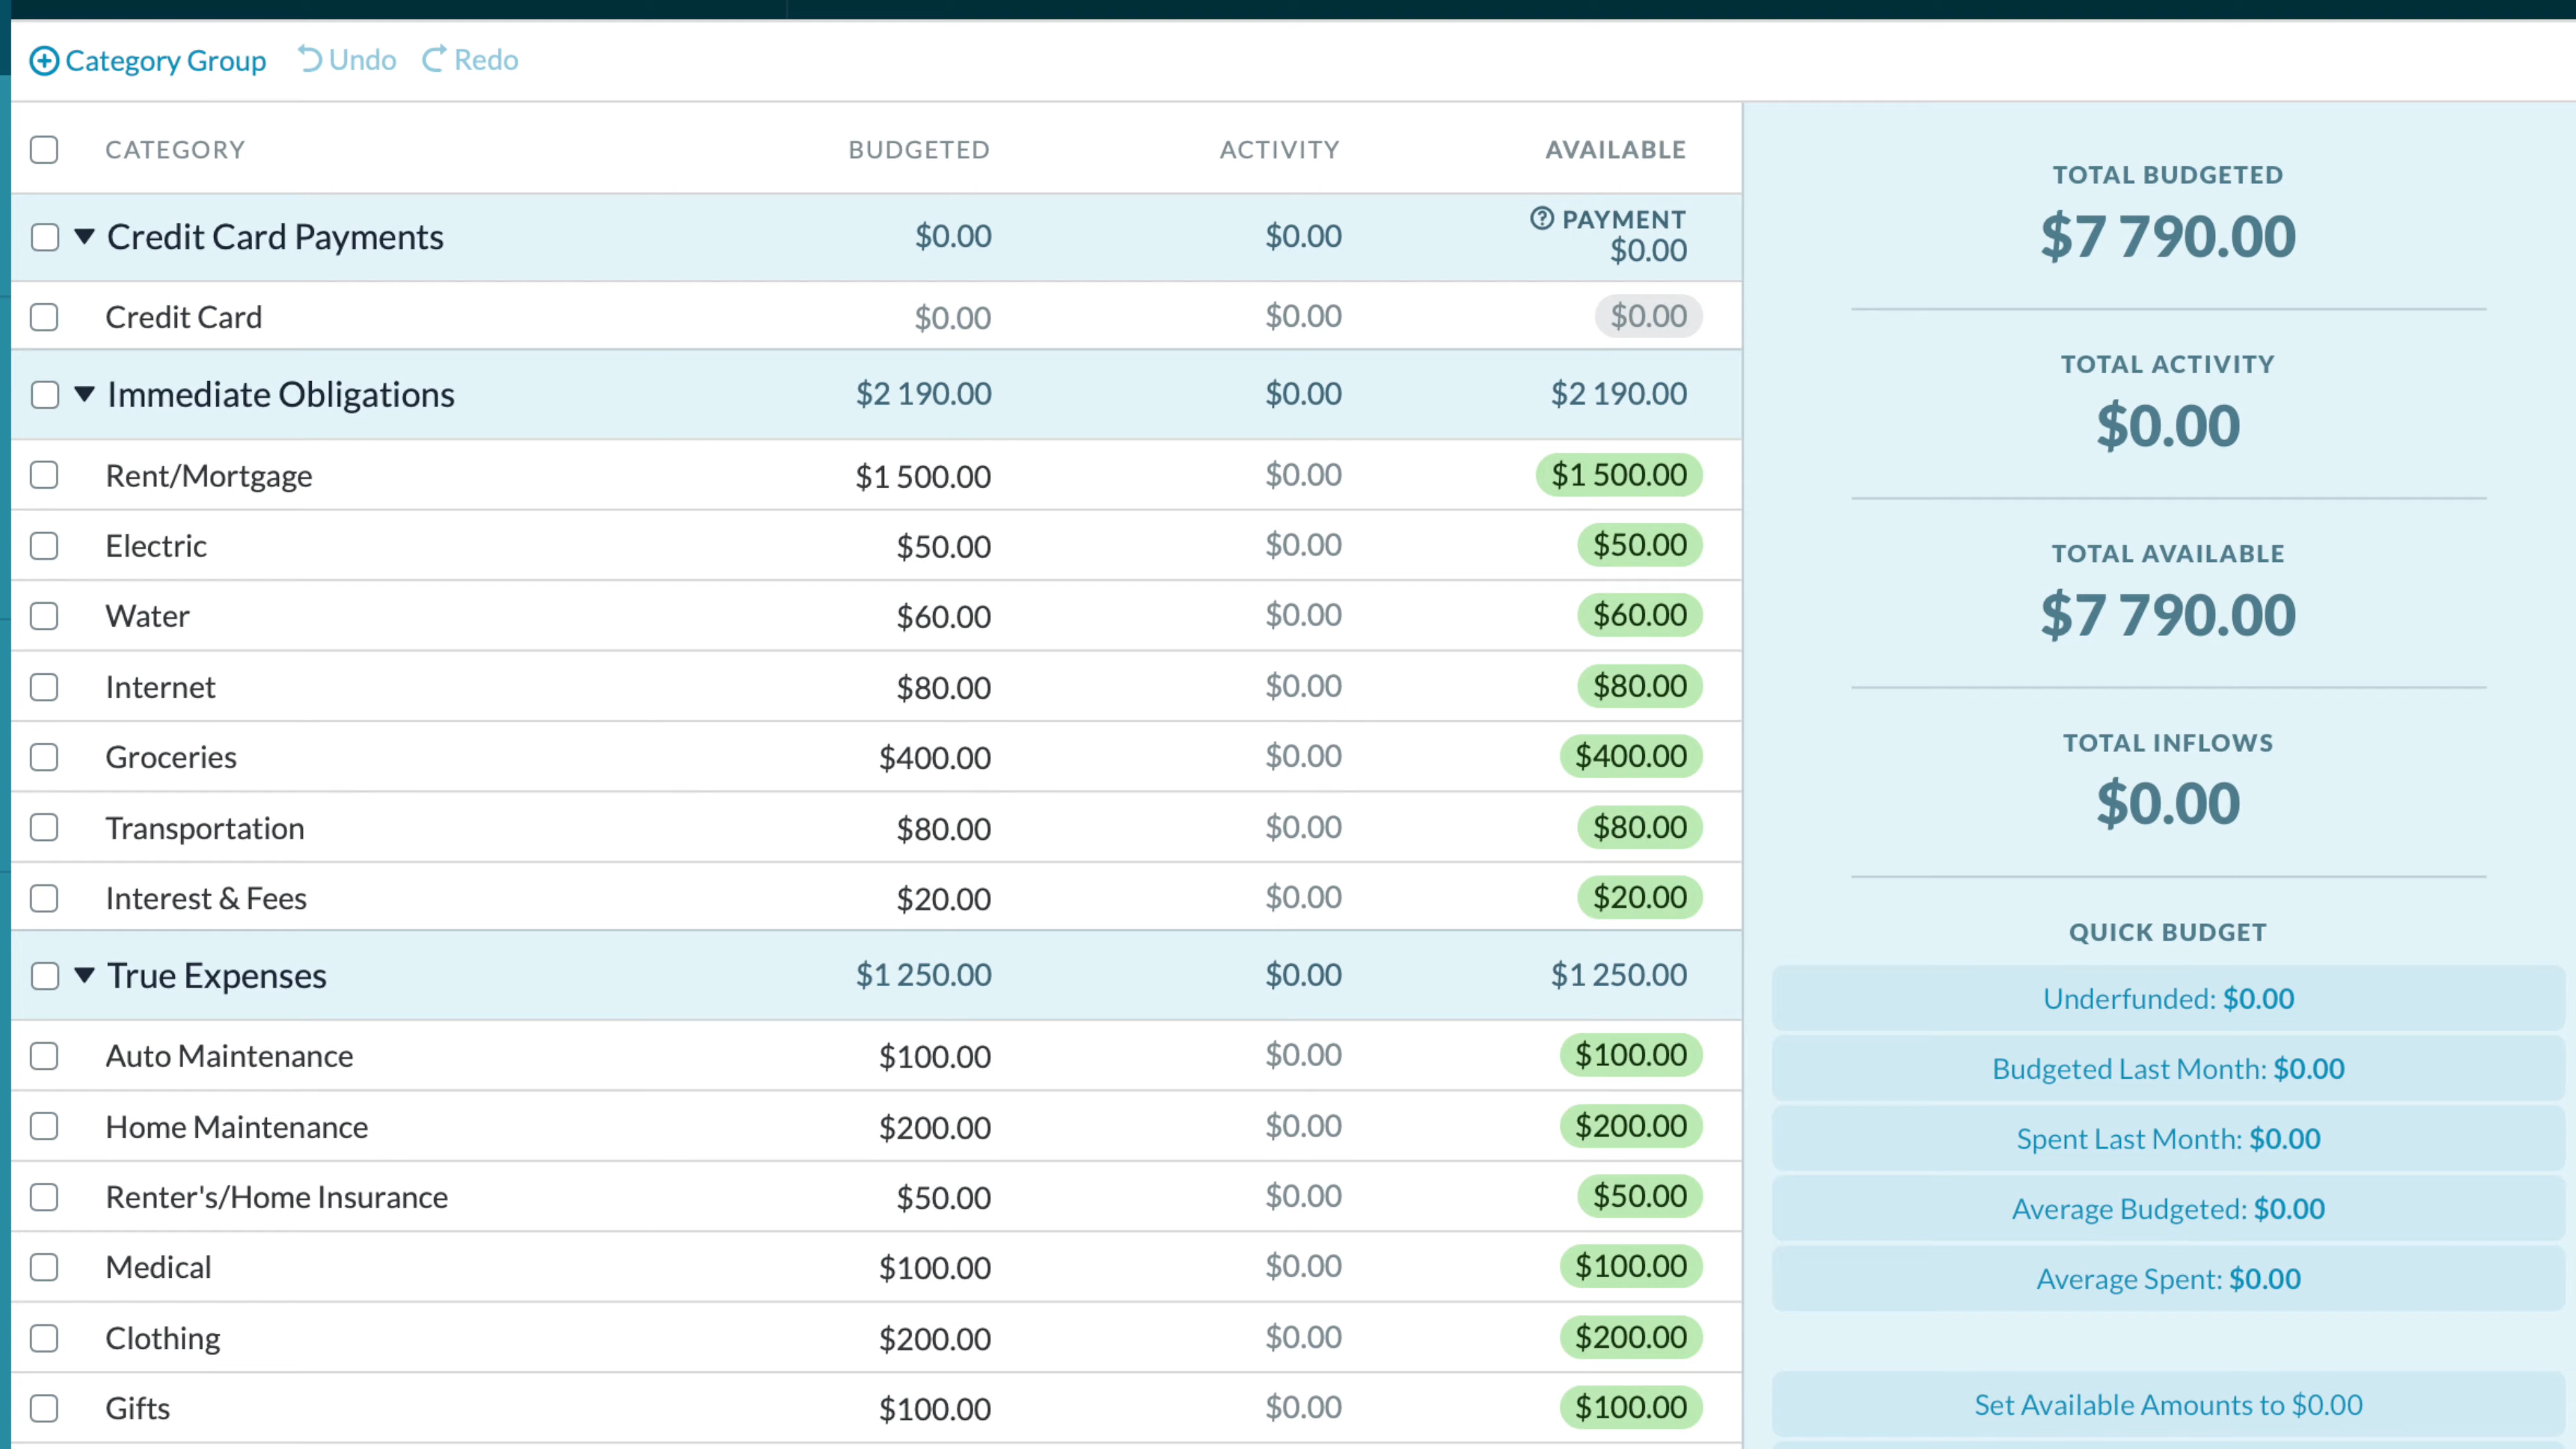 Category Group Undo Redo
CATEGORY BUDGETED ACTIVITY AVAILABLE
Credit Card Payments $0.00 $0.00 PAYMENT $0.00
Credit Card $0.00 $0.00 $0.00
Immediate Obligations $2 190.00 $0.00 $2 190.00
Rent/Mortgage $1 500.00 $0.00 $1 500.00
Electric $50.00 $0.00 $50.00
Water $60.00 $0.00 $60.00
Internet $80.00 $0.00 $80.00
Groceries $400.00 $0.00 $400.00
Transportation $80.00 $0.00 $80.00
Interest & Fees $20.00 $0.00 $20.00
True Expenses $1 250.00 $0.00 $1 250.00
Auto Maintenance $100.00 $0.00 $100.00
Home Maintenance $200.00 $0.00 $200.00
Renter's/Home Insurance $50.00 $0.00 $50.00
Medical $100.00 $0.00 $100.00
Clothing $200.00 $0.00 $200.00
Gifts $100.00 $0.00 $100.00
TOTAL BUDGETED
$7 790.00
TOTAL ACTIVITY
$0.00
TOTAL AVAILABLE
$7 790.00
TOTAL INFLOWS
$0.00
QUICK BUDGET
Underfunded: $0.00
Budgeted Last Month: $0.00
Spent Last Month: $0.00
Average Budgeted: $0.00
Average Spent: $0.00
Set Available Amounts to $0.00